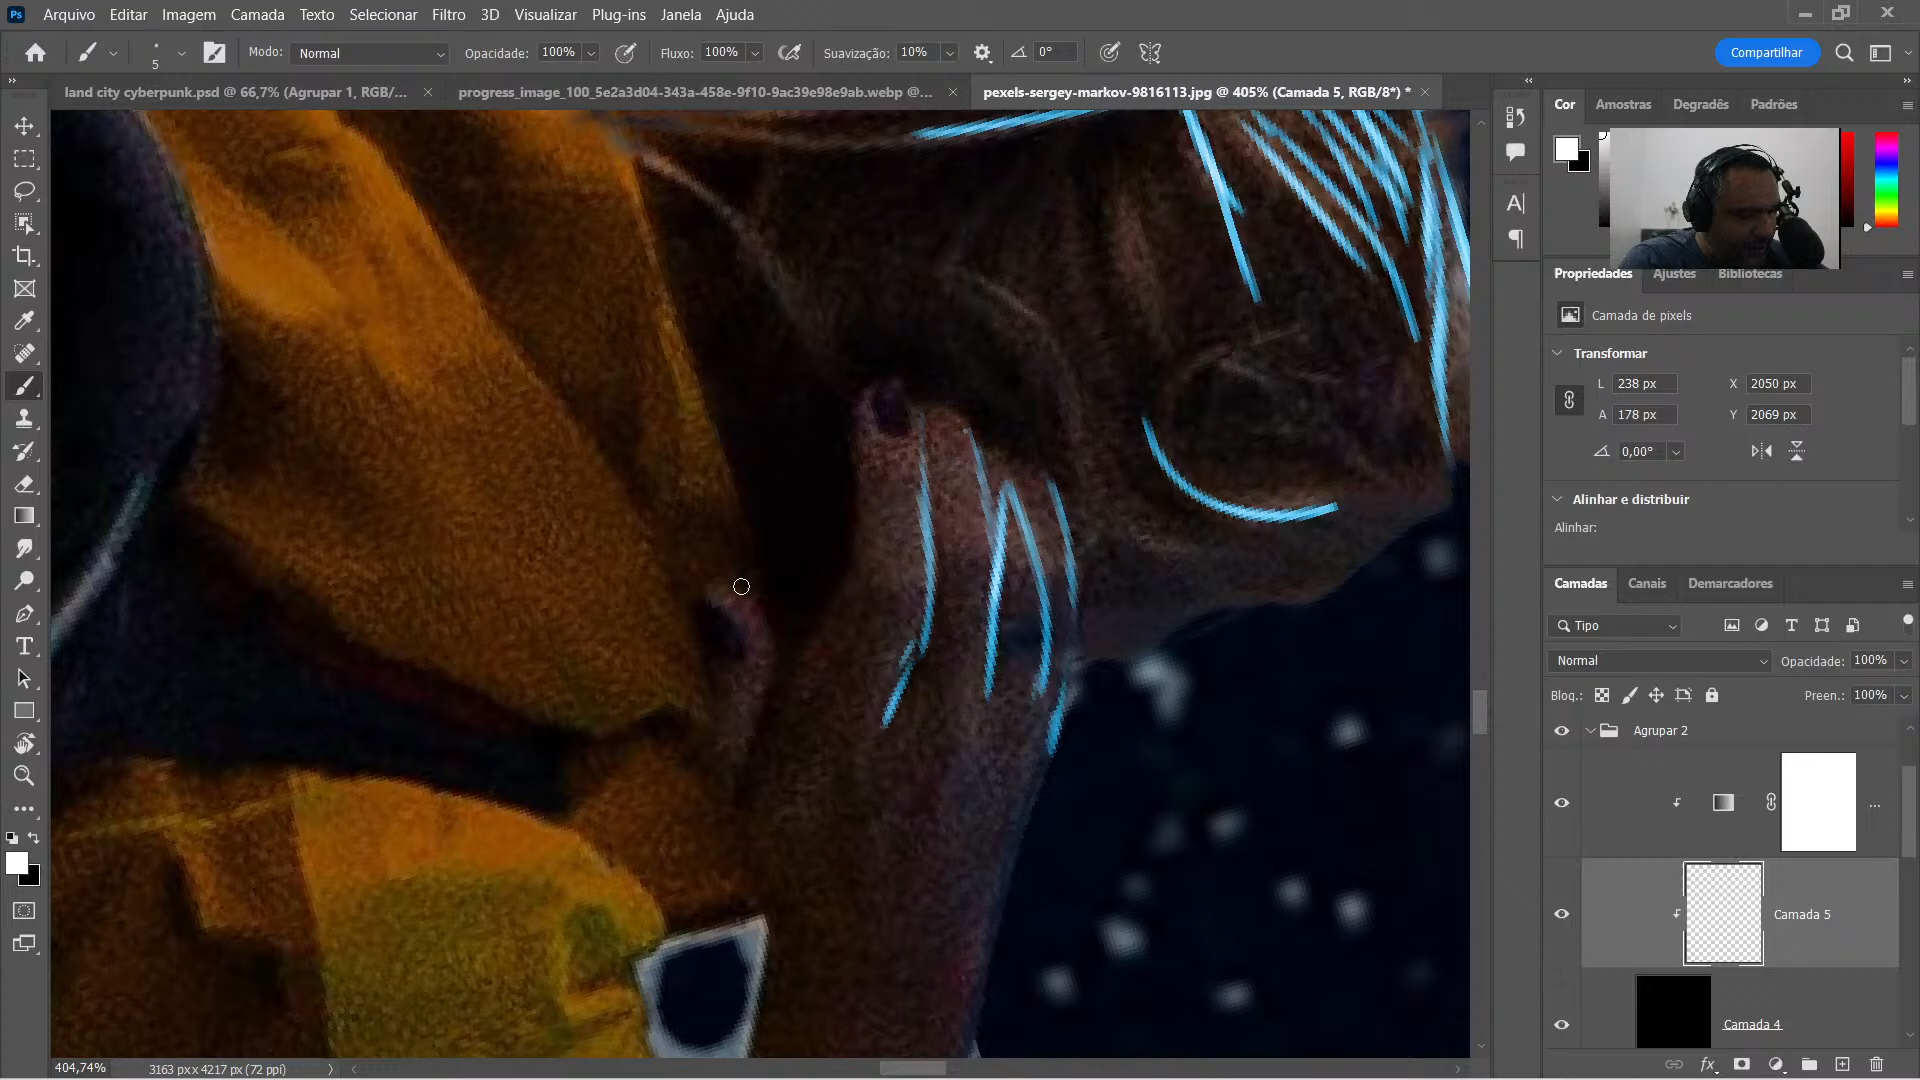 Ps Arquivo Editar Imagem Camada Texto Selecionar Filtro 3D Visualizar Plug-ins Janela Ajuda
5 Modo: Normal Opacidade: 100% Fluxo: 100% Suavização: 10% 0° Compartilhar
land city cyberpunk.psd @ 66,7% (Agrupar 1, RGB/... progress_image_100_5e2a3d04-343a-458e-9f10-9ac39e98e9ab.webp @... pexels-sergey-markov-9816113.jpg @ 405% (Camada 5, RGB/8*) *
Cor Amostras Degradês Padrões
Propriedades Ajustes Bibliotecas
Camada de pixels
Transformar
L 238 px X 2050 px
A 178 px Y 2069 px
0,00°
Alinhar e distribuir
Alinhar:
Camadas Canais Demarcadores
Tipo
Normal Opacidade: 100%
Bloq.: Preen.: 100%
Agrupar 2
...
Camada 5
Camada 4
fx
404,74% 3163 px x 4217 px (72 ppi)